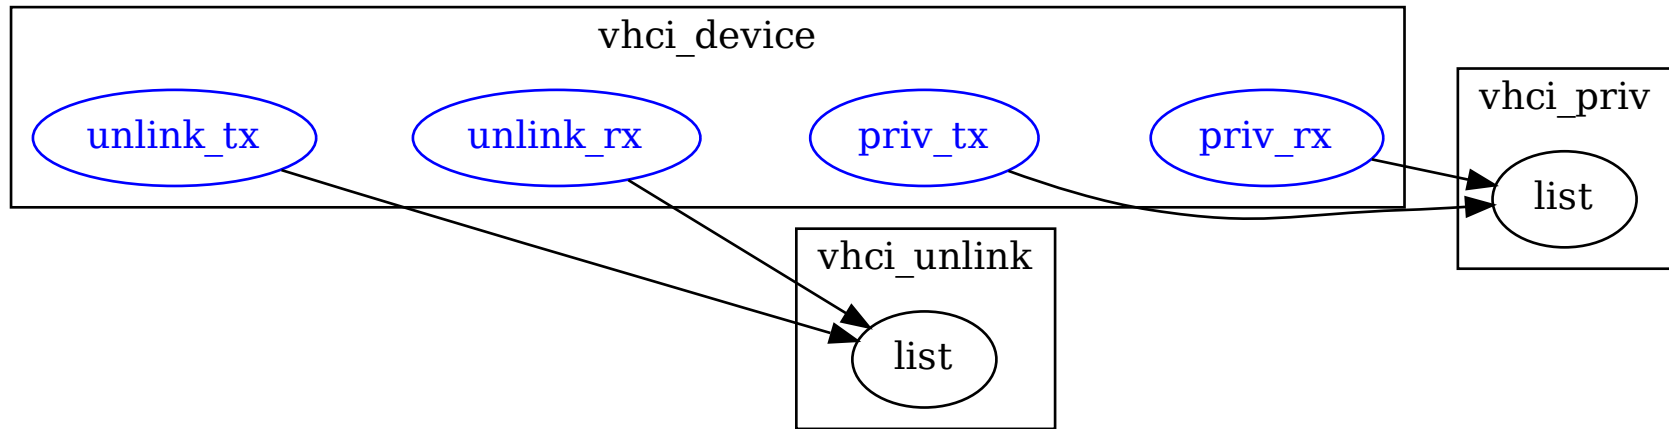 vhci_device
unlink_tx
unlink_rx
priv_tx
priv_rx
vhci_priv
list
vhci_unlink
list